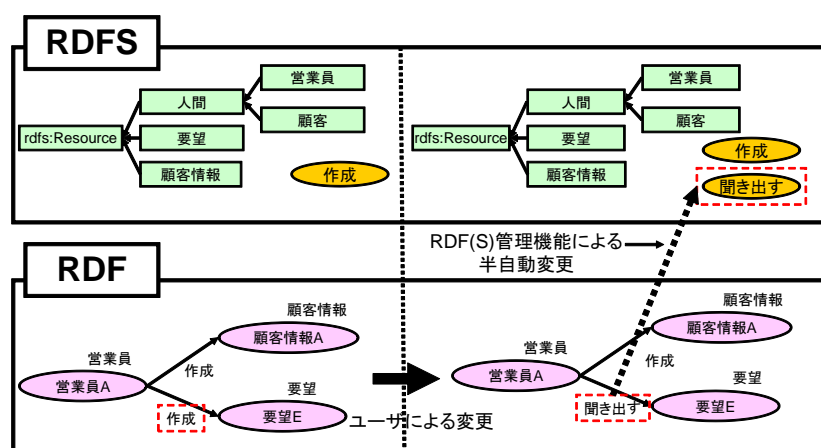 RDFS
営業員
人間
顧客
rdfs:Resource
要望
顧客情報
作成
営業員
人間
顧客
rdfs:Resource
要望
顧客情報
作成
聞き出す
RDF(S)管理機能による
半自動変更
RDF
顧客情報
顧客情報A
営業員
営業員A
作成
要望
作成
要望E
ユーザによる変更
顧客情報
顧客情報A
営業員
営業員A
作成
要望
聞き出す
要望E